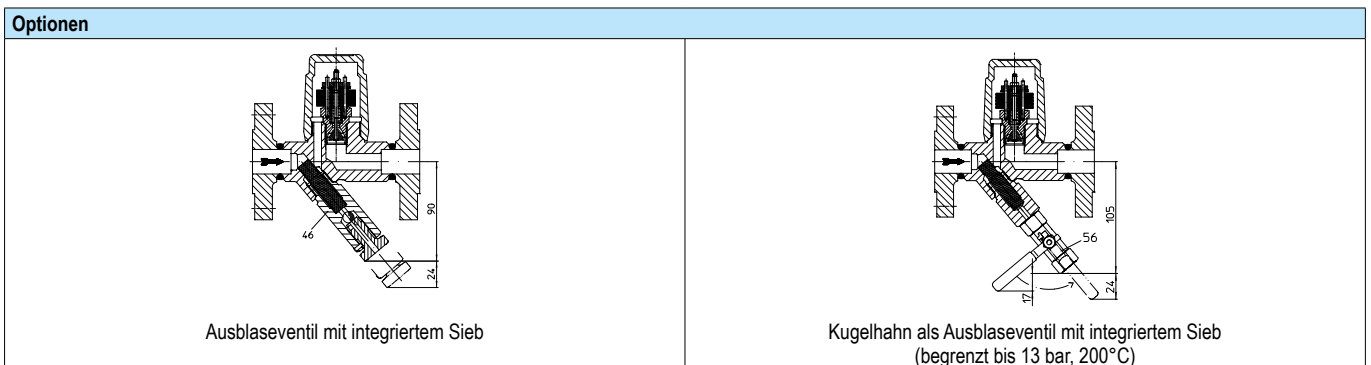 Optionen
90
46
24
Ausblaseventil mit integriertem Sieb
105
56
17
24
Kugelhahn als Ausblaseventil mit integriertem Sieb
(begrenzt bis 13 bar, 200°C)